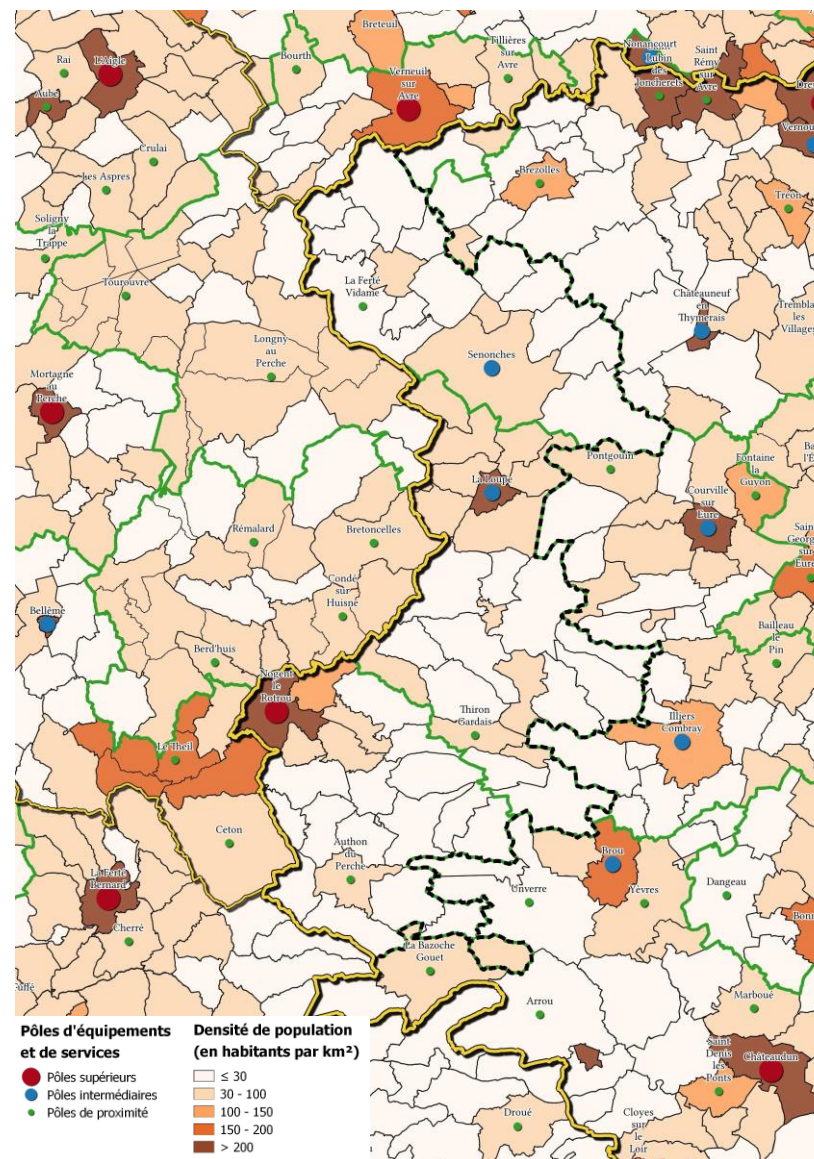 Breteuil
Rai
L'Aigle
Bourth
Tillières
sur
Avre
Nonancourt
Saint
Rémy
sur
Avre
Lubin
des
Joncherets
Verneuil
sur
Avre
Aube
Vernouillet
Crulai
Les Aspres
Brezolles
Tréon
Soligny
la
Trappe
Tourouvre
La Ferté
Vidame
Châteauneuf
en
Thymerais
Tremblay
les
Villages
Longny
au
Perche
Senonches
Mortagne
au
Perche
Pontgouin
Fontaine
la
Guyon
La Loupe
Courville
sur
Eure
Rémalard
Bretoncelles
Saint
Georges
sur
Eure
Condé
sur
Huisne
Bellême
Bailleau
le
Pin
Berd'huis
Nogent
le
Rotrou
Thiron
Gardais
Illiers
Combray
Le Theil
Ceton
Authon
du
Perche
Brou
La Ferté
Bernard
Unverre
Yèvres
Dangeau
Cherré
La Bazoche
Gouet
Arrou
Marboué
Saint
Denis
les
Ponts
Châteaudun
Droué
Cloyes
sur
le
Loir
Pôles d'équipements
et de services
Pôles supérieurs
Pôles intermédiaires
Pôles de proximité
Densité de population
(en habitants par km²)
≤ 30
30 - 100
100 - 150
150 - 200
> 200